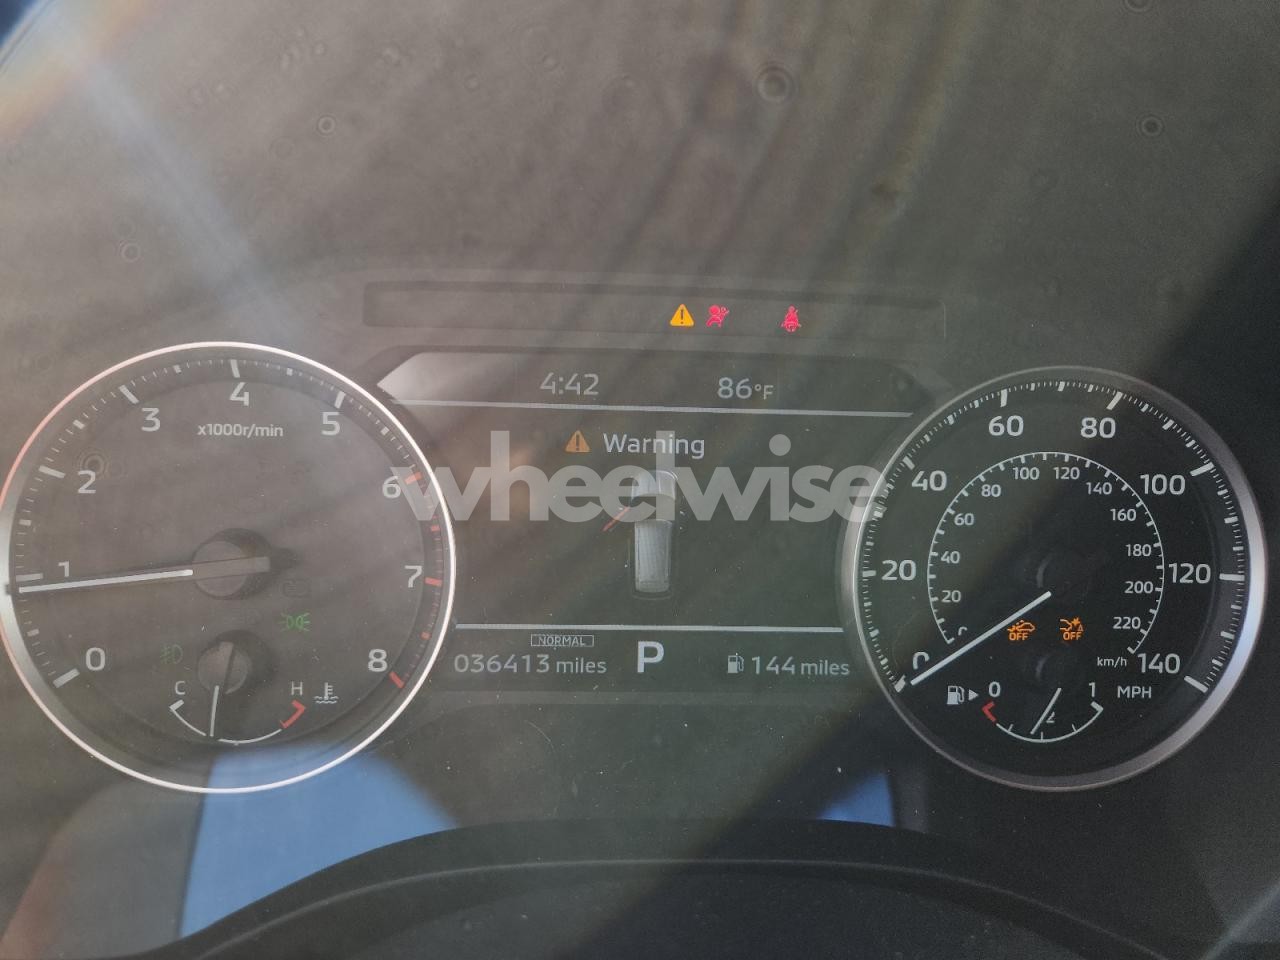 4:42 86°F
Warning
wheelwise
NORMAL
036413 miles P 144 miles
x1000r/min
0 1 2 3 4 5 6 7 8
C H
0 20 40 60 80 100 120 140
MPH
20 40 60 80 100 120 140 160 180 200 220
km/h
OFF OFF
0 1